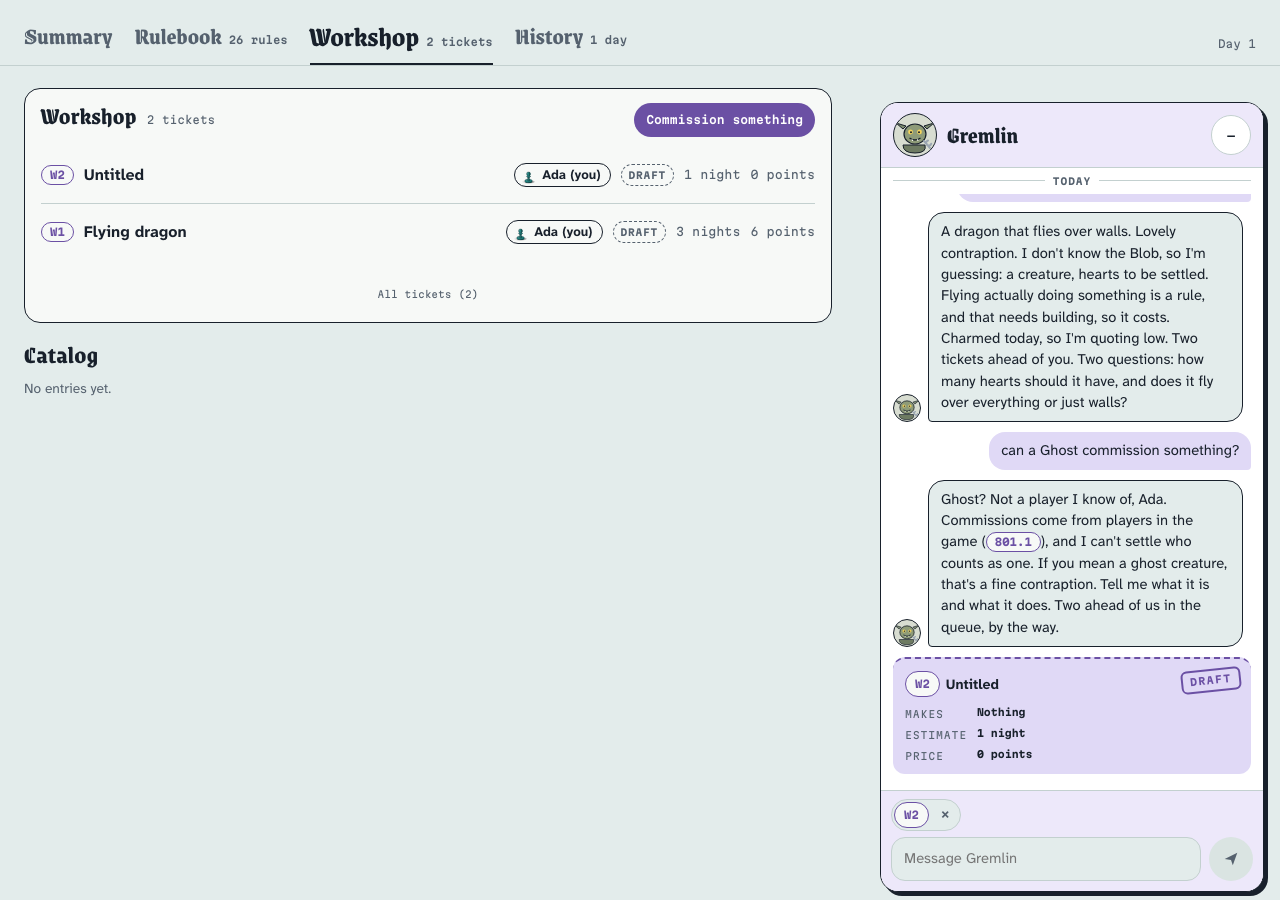 Summary Rulebook 26 rules Workshop 2 tickets History 1 day Day 1
Workshop 2 tickets Commission something
W2 Untitled Ada (you) DRAFT 1 night 0 points
W1 Flying dragon Ada (you) DRAFT 3 nights 6 points
All tickets (2)
Catalog
No entries yet.
Gremlin –
TODAY
A dragon that flies over walls. Lovely
contraption. I don't know the Blob, so I'm
guessing: a creature, hearts to be settled.
Flying actually doing something is a rule,
and that needs building, so it costs.
Charmed today, so I'm quoting low. Two
tickets ahead of you. Two questions: how
many hearts should it have, and does it fly
over everything or just walls?
can a Ghost commission something?
Ghost? Not a player I know of, Ada.
Commissions come from players in the
game (801.1), and I can't settle who
counts as one. If you mean a ghost creature,
that's a fine contraption. Tell me what it is
and what it does. Two ahead of us in the
queue, by the way.
W2 Untitled DRAFT
MAKES Nothing
ESTIMATE 1 night
PRICE 0 points
W2 ×
Message Gremlin